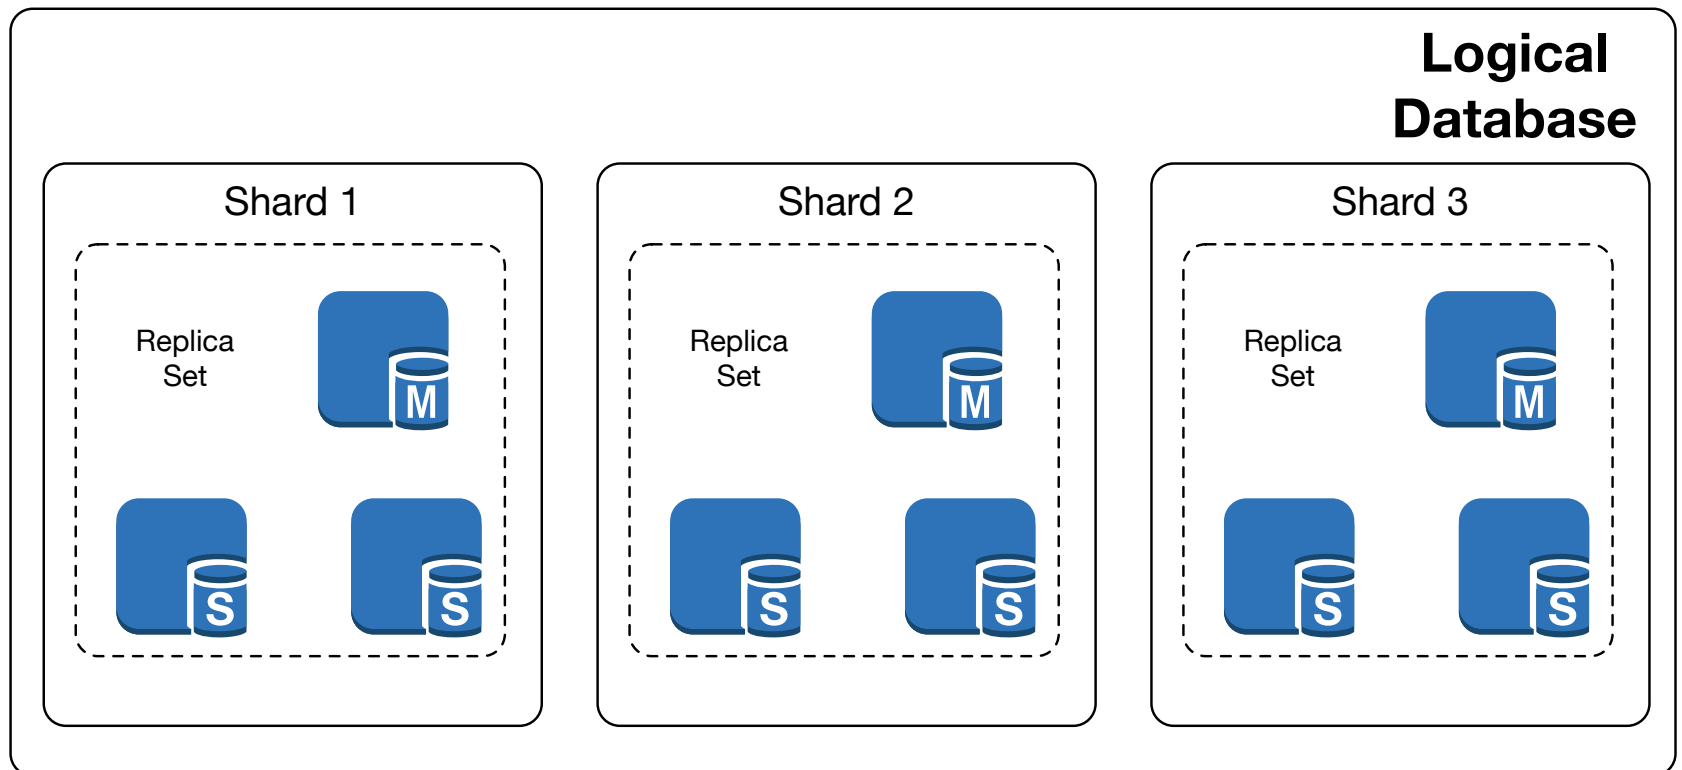 Logical
Database
Shard 1
Replica
Set
M
S
S
Shard 2
Replica
Set
M
S
S
Shard 3
Replica
Set
M
S
S